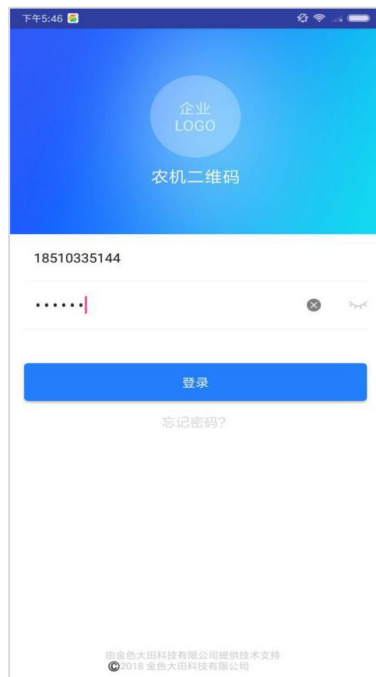 下午5:46
企业
LOGO
农机二维码
18510335144
••••••
登录
忘记密码?
由金色大田科技有限公司提供技术支持
©2018 金色大田科技有限公司